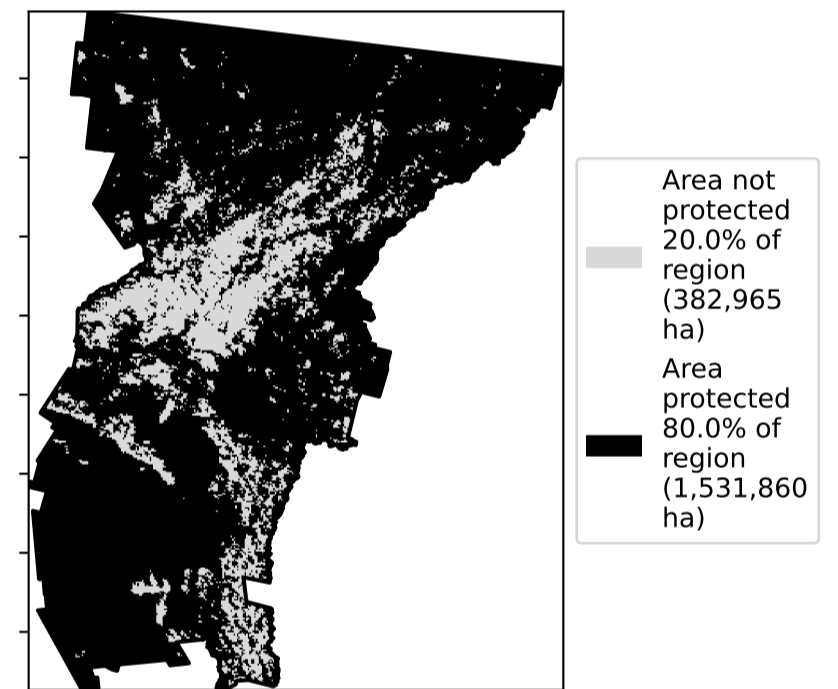 Area not
protected
20.0% of
region
(382,965
ha)
Area
protected
80.0% of
region
(1,531,860
ha)